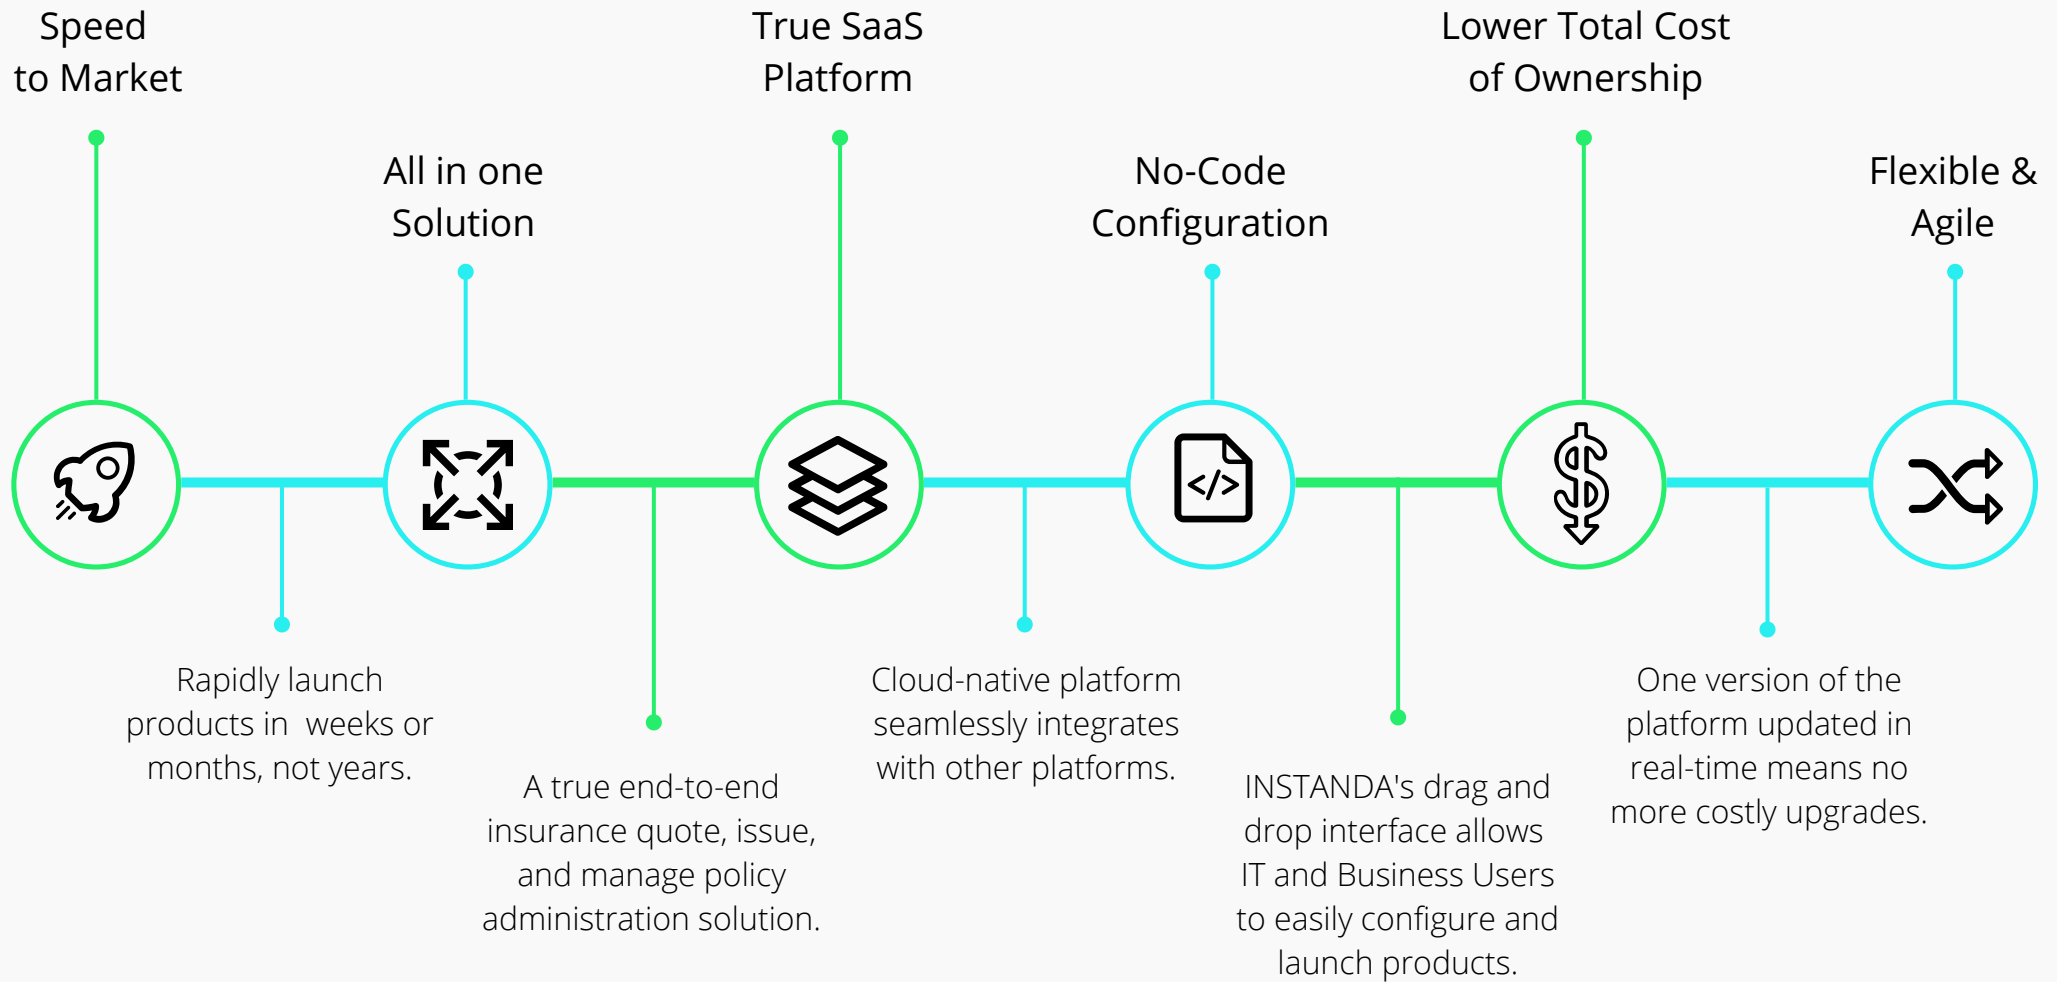 Speed
to Market
True SaaS
Platform
Lower Total Cost
of Ownership
All in one
Solution
No-Code
Configuration
Flexible &
Agile
</>
Rapidly launch
products in  weeks or
months, not years.
A true end-to-end
insurance quote, issue,
and manage policy
administration solution.
Cloud-native platform
seamlessly integrates
with other platforms.
INSTANDA's drag and
drop interface allows
IT and Business Users
to easily configure and
launch products.
One version of the
platform updated in
real-time means no
more costly upgrades.